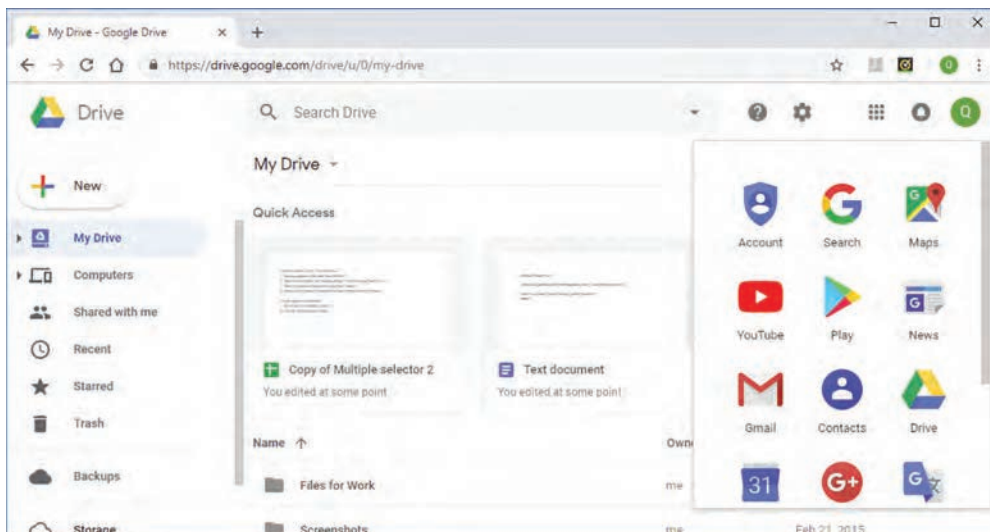 My Drive - Google Drive
https://drive.google.com/drive/u/0/my-drive
Drive
Search Drive
Q
New
My Drive
Computers
Shared with me
Recent
Starred
Trash
Backups
Storage
My Drive
Quick Access
Copy of Multiple selector 2
You edited at some point
Text document
You edited at some point
Name
Own
Files for Work
me
Screenshots
me
Feb 21, 2015
Account Search Maps
YouTube Play News
Gmail Contacts Drive
31 G+ G 文